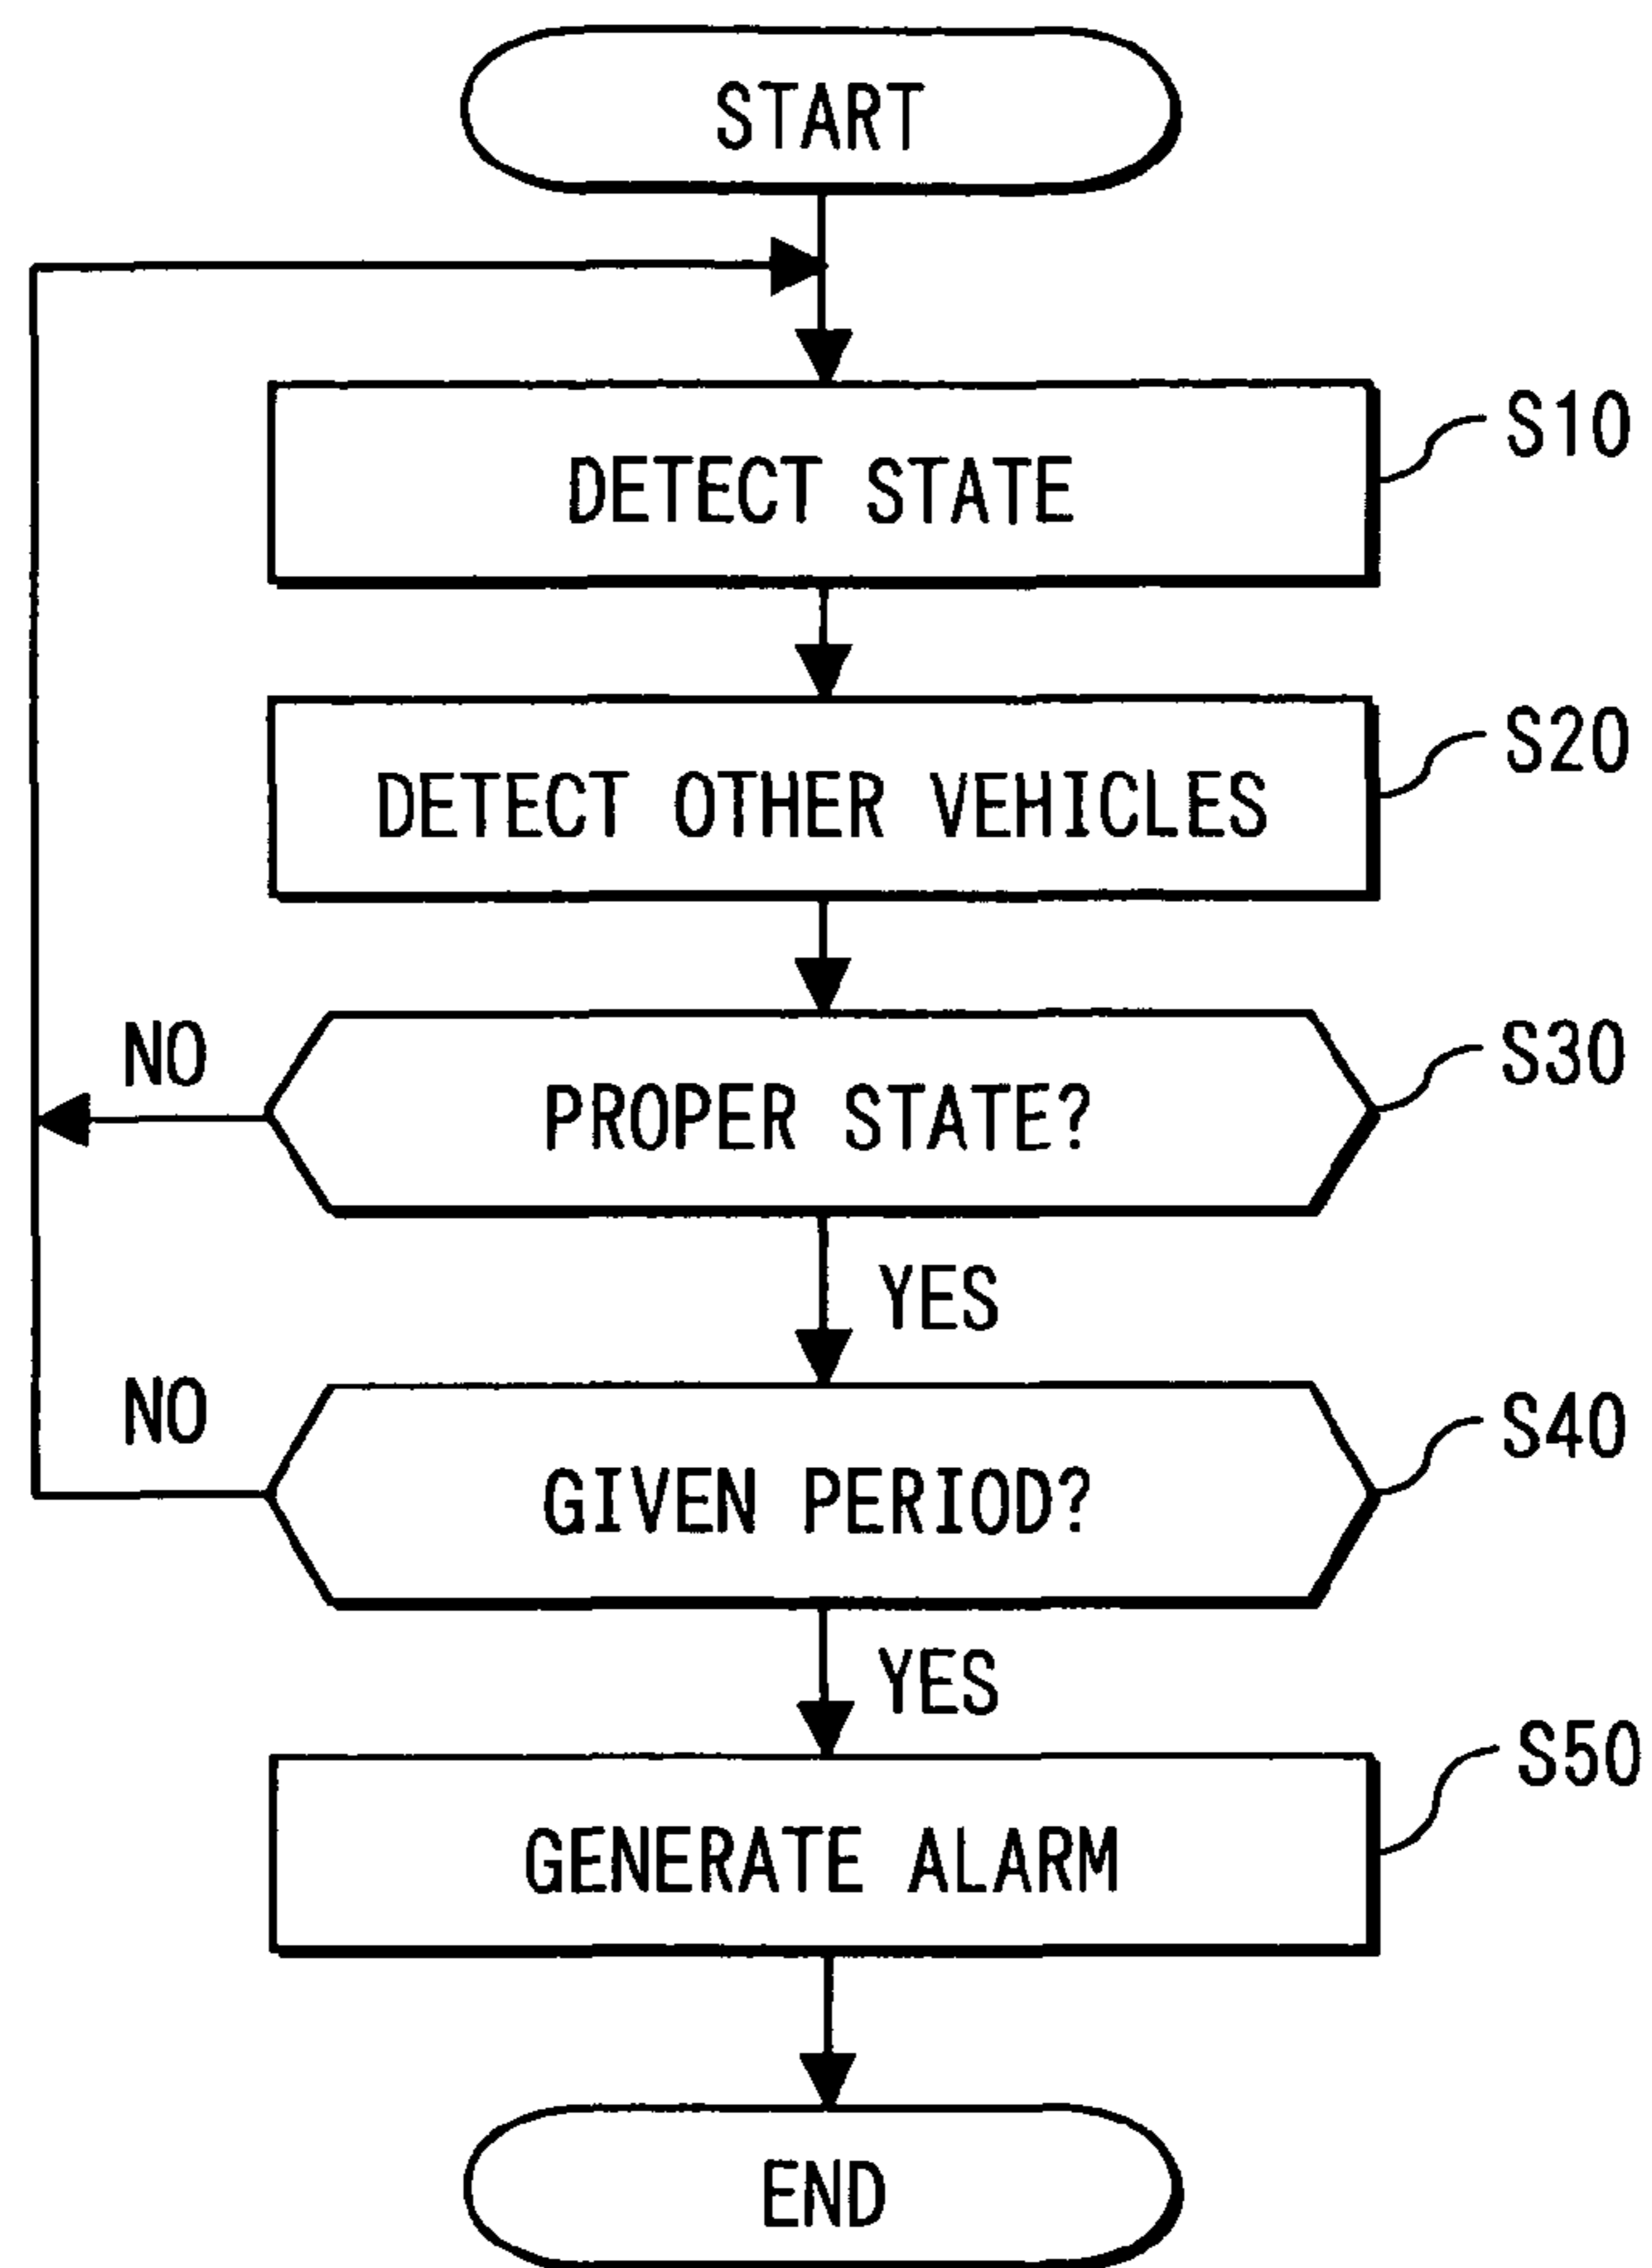 START
DETECT STATE
S10
DETECT OTHER VEHICLES
S20
PROPER STATE?
S30
NO
YES
GIVEN PERIOD?
S40
NO
YES
GENERATE ALARM
S50
END